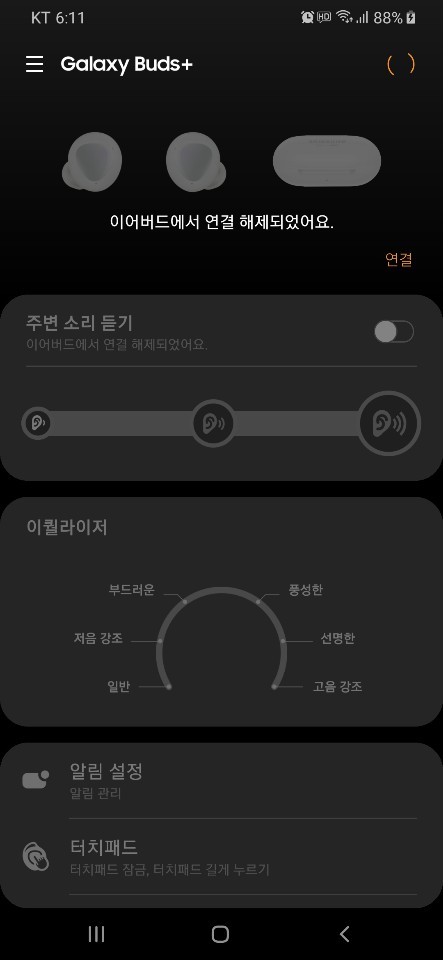 KT 6:11
HD 88%
Galaxy Buds+
이어버드에서 연결 해제되었어요.
연결
주변 소리 듣기
이어버드에서 연결 해제되었어요.
이퀄라이저
부드러운 풍성한
저음 강조 선명한
일반 고음 강조
알림 설정
알림 관리
터치패드
터치패드 잠금, 터치패드 길게 누르기